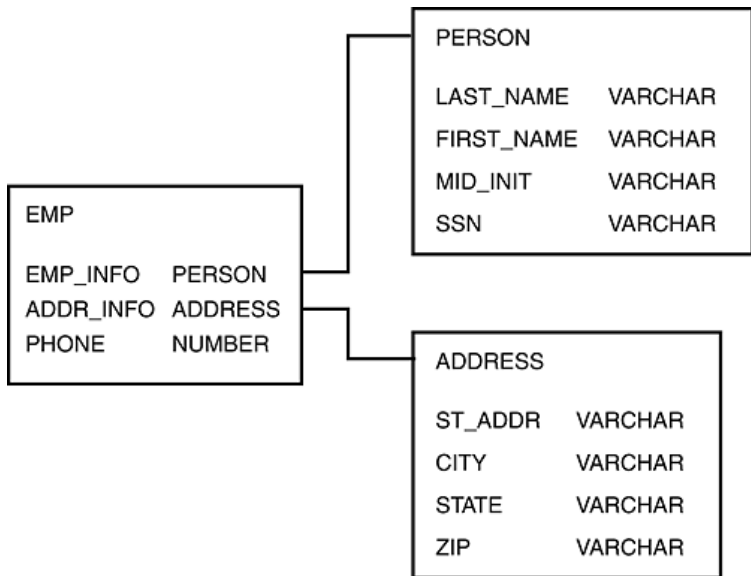 PERSON
LAST_NAME VARCHAR
FIRST_NAME VARCHAR
MID_INIT VARCHAR
SSN VARCHAR
EMP
EMP_INFO PERSON
ADDR_INFO ADDRESS
PHONE NUMBER
ADDRESS
ST_ADDR VARCHAR
CITY VARCHAR
STATE VARCHAR
ZIP VARCHAR